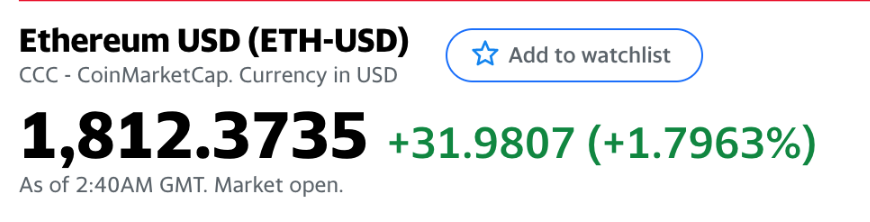 Ethereum USD (ETH-USD)
Add to watchlist
CCC - CoinMarketCap. Currency in USD
1,812.3735 +31.9807 (+1.7963%)
As of 2:40AM GMT. Market open.